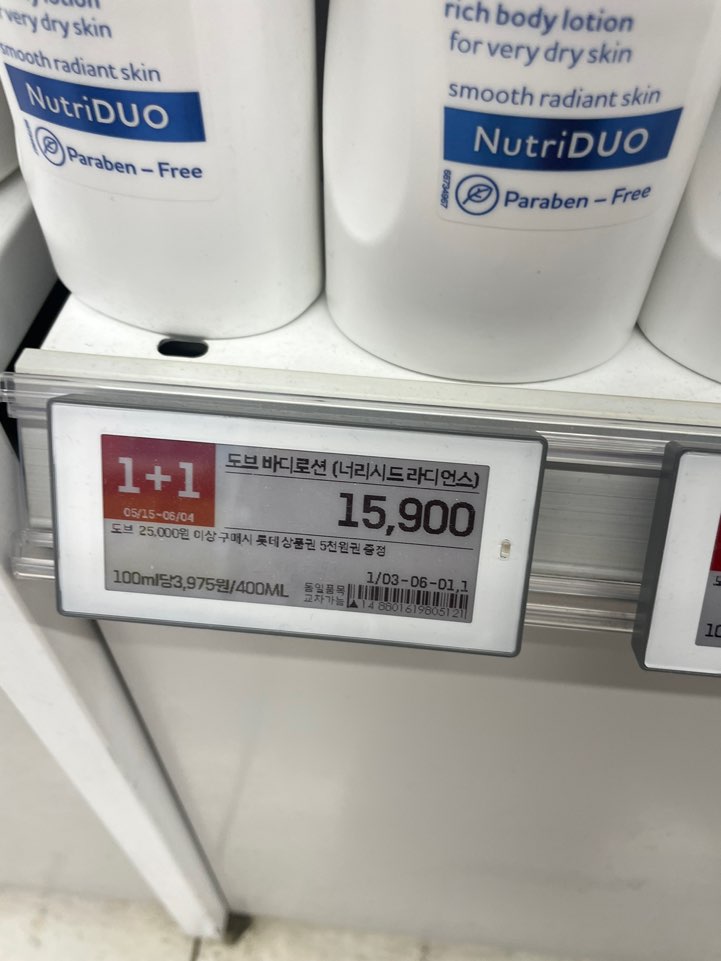 very dry skin
smooth radiant skin
NutriDUO
Paraben – Free
rich body lotion
for very dry skin
smooth radiant skin
NutriDUO
Paraben – Free
1+1
05/15~06/04
도브 바디로션 (너리시드라디언스)
15,900
도브 25,000원 이상 구매시 롯데상품권 5천원권 증정
100ml당3,975원/400ML
동일품목
교차가능
1/03-06-01,1